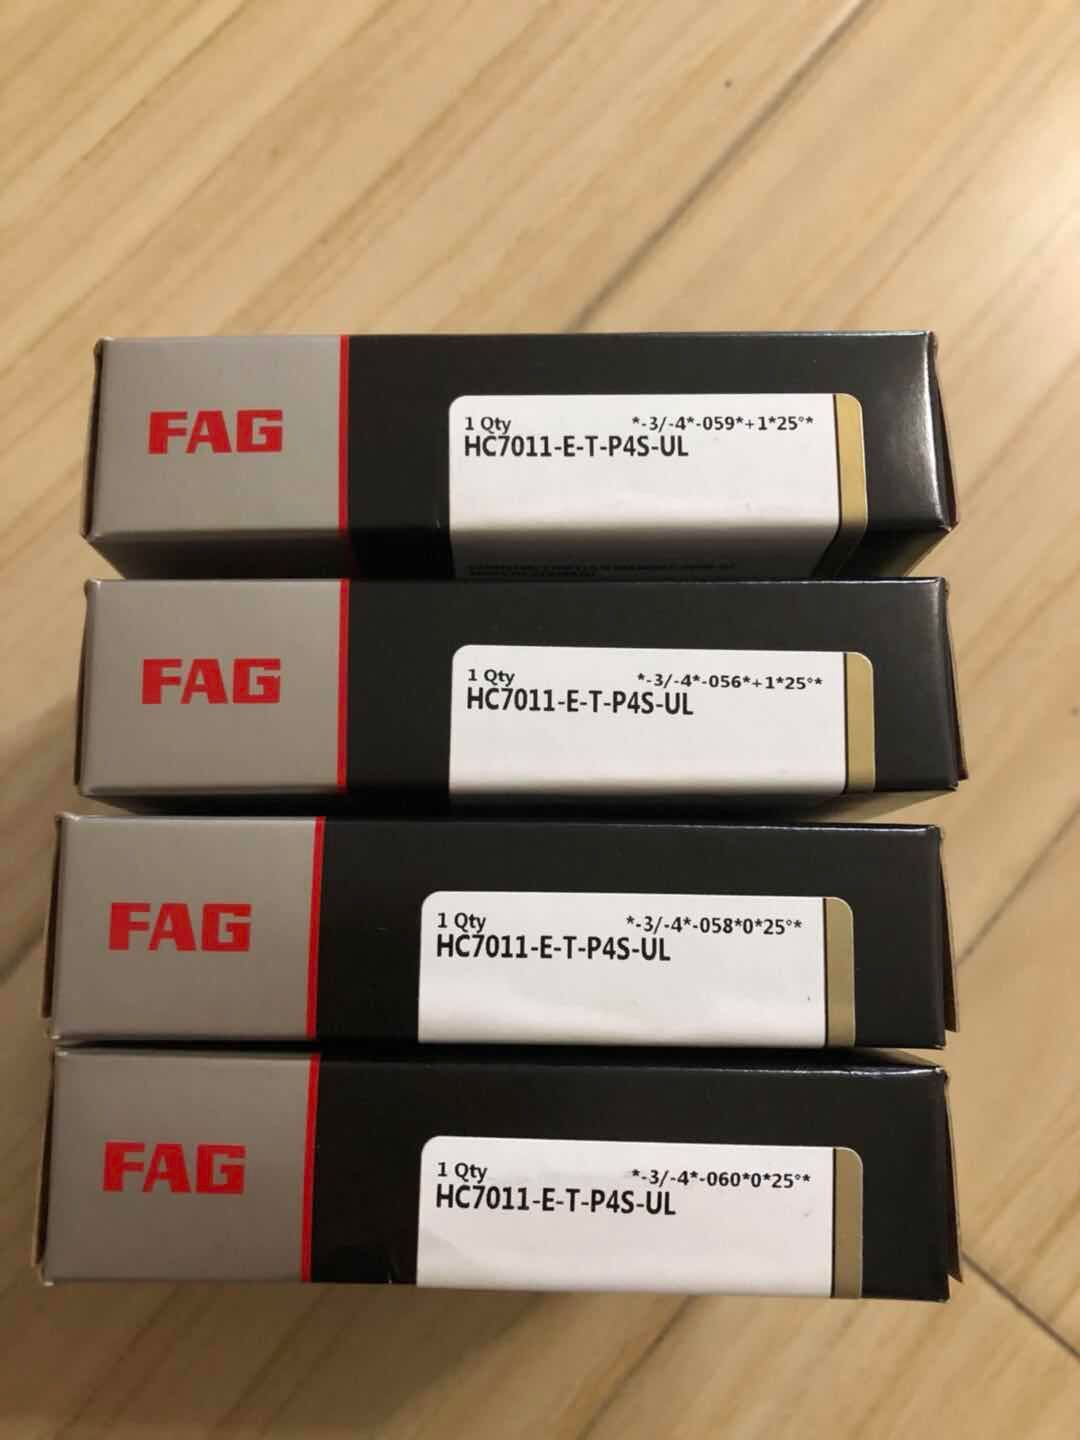 FAG
1 Qty *-3/-4*-059*+1*25°*
HC7011-E-T-P4S-UL
FAG
1 Qty *-3/-4*-056*+1*25°*
HC7011-E-T-P4S-UL
FAG
1 Qty *-3/-4*-058*0*25°*
HC7011-E-T-P4S-UL
FAG
1 Qty *-3/-4*-060*0*25°*
HC7011-E-T-P4S-UL